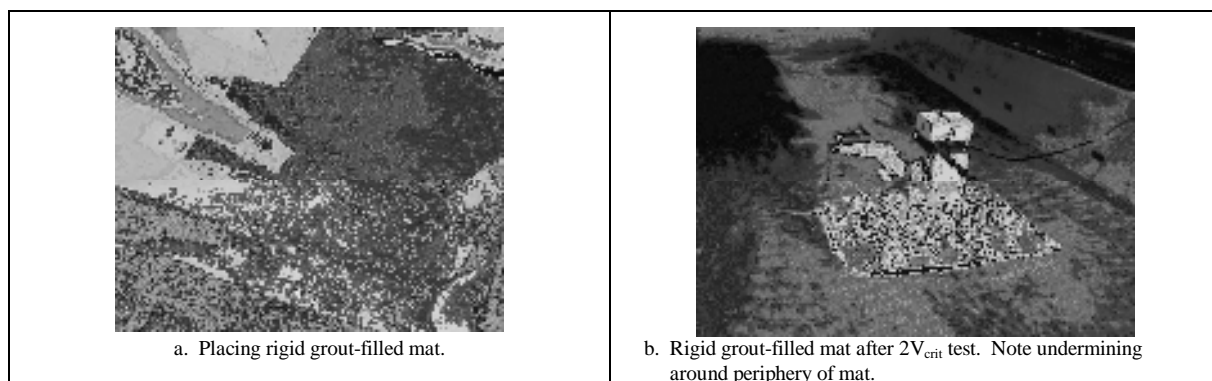 a. Placing rigid grout-filled mat.
b. Rigid grout-filled mat after 2Vcrit test. Note undermining
around periphery of mat.